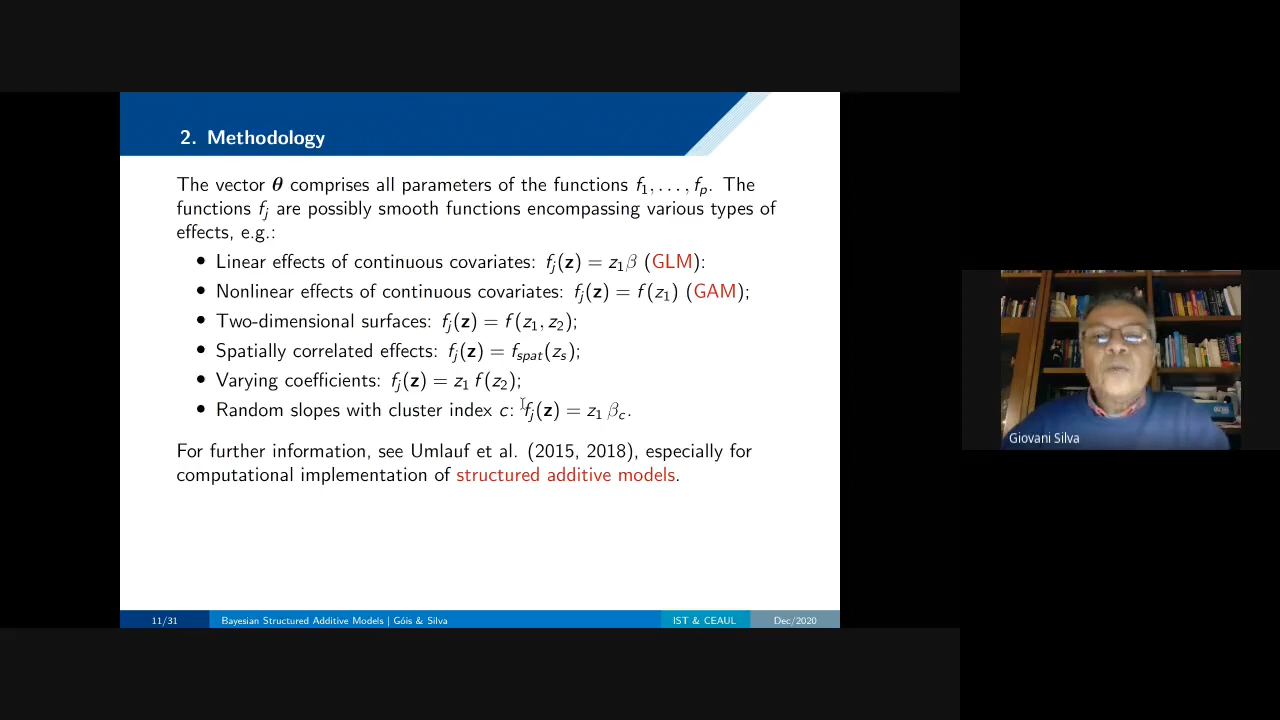 2. Methodology
The vector θ comprises all parameters of the functions f₁, . . . , fₚ. The
functions fⱼ are possibly smooth functions encompassing various types of
effects, e.g.:
• Linear effects of continuous covariates: fⱼ(z) = z₁β (GLM):
• Nonlinear effects of continuous covariates: fⱼ(z) = f(z₁) (GAM);
• Two-dimensional surfaces: fⱼ(z) = f(z₁, z₂);
• Spatially correlated effects: fⱼ(z) = f_spat(z_s);
• Varying coefficients: fⱼ(z) = z₁ f(z₂);
• Random slopes with cluster index c: fⱼ(z) = z₁ β_c.
For further information, see Umlauf et al. (2015, 2018), especially for
computational implementation of structured additive models.
11/31 Bayesian Structured Additive Models | Góis & Silva IST & CEAUL Dec/2020
Giovani Silva